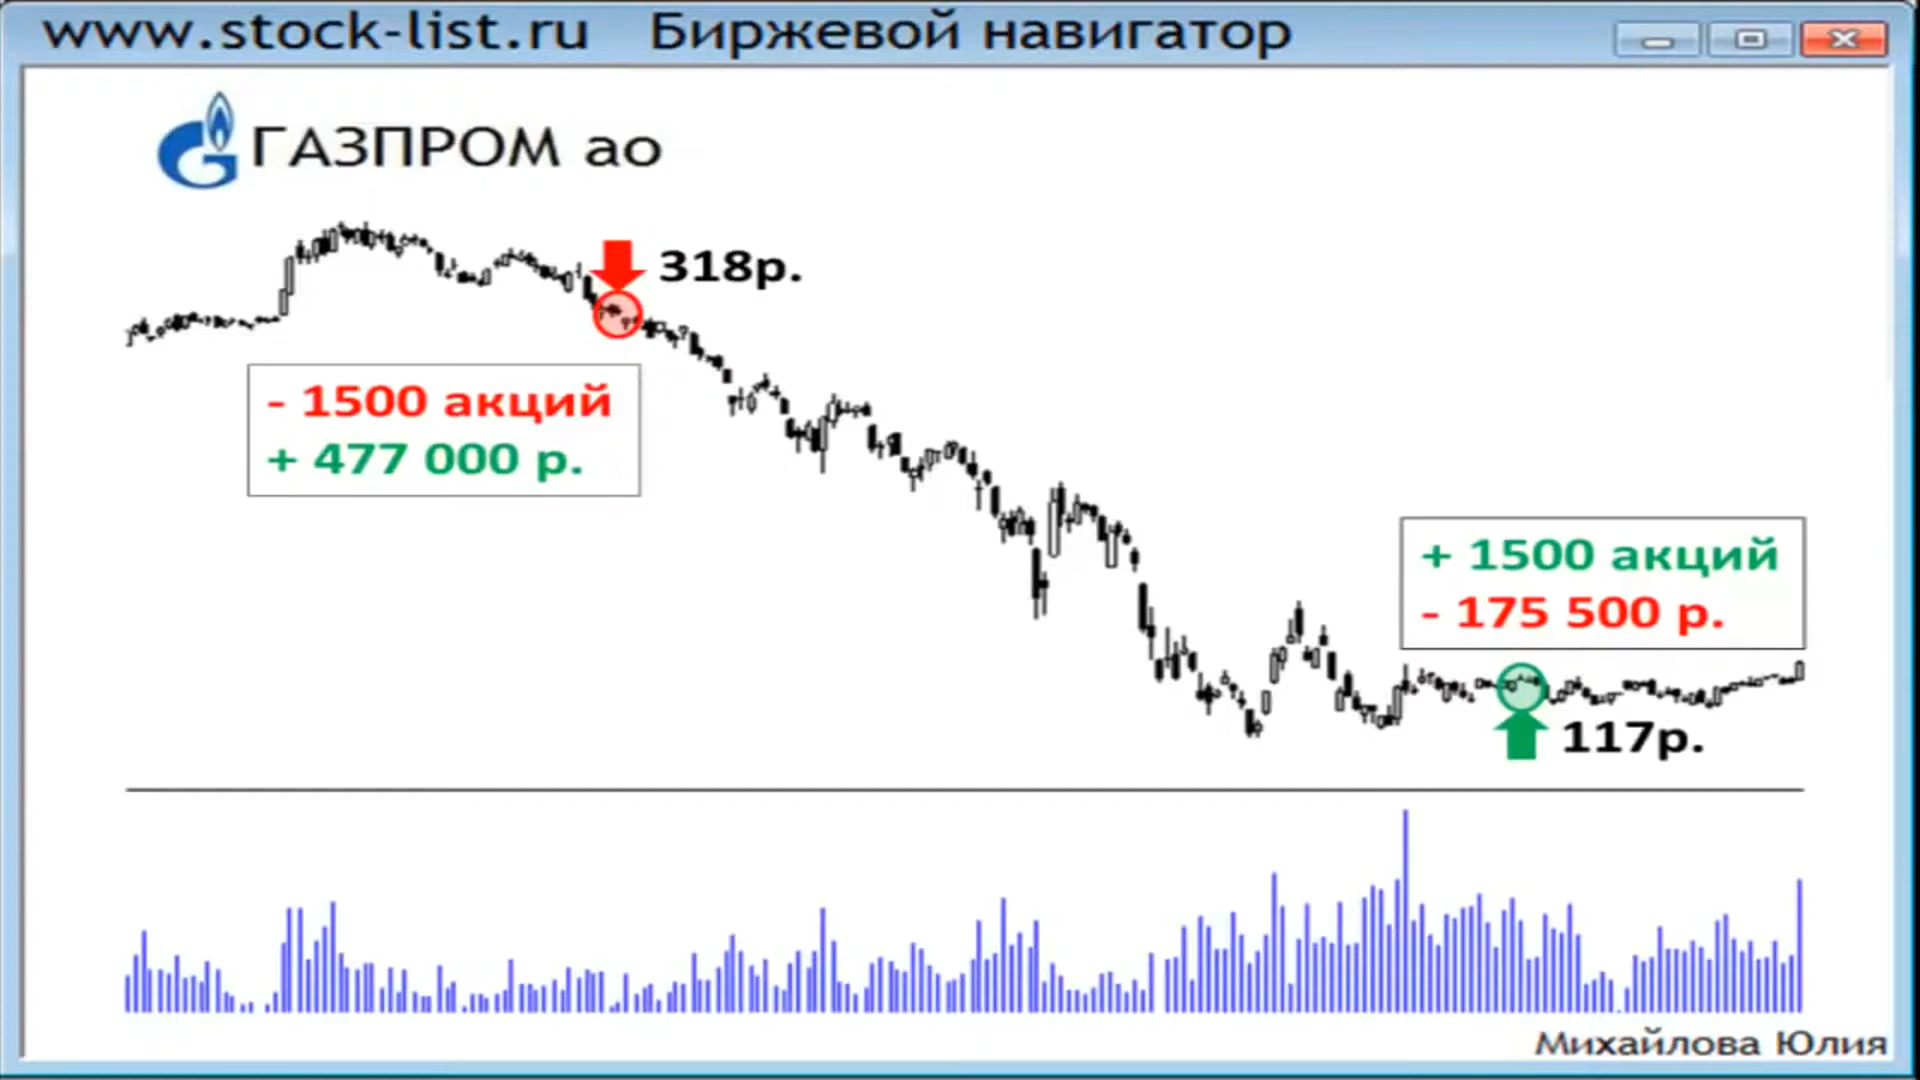 www.stock-list.ru Биржевой навигатор
ГАЗПРОМ ао
318р.
- 1500 акций
+ 477 000 р.
+ 1500 акций
- 175 500 р.
117р.
Михайлова Юлия